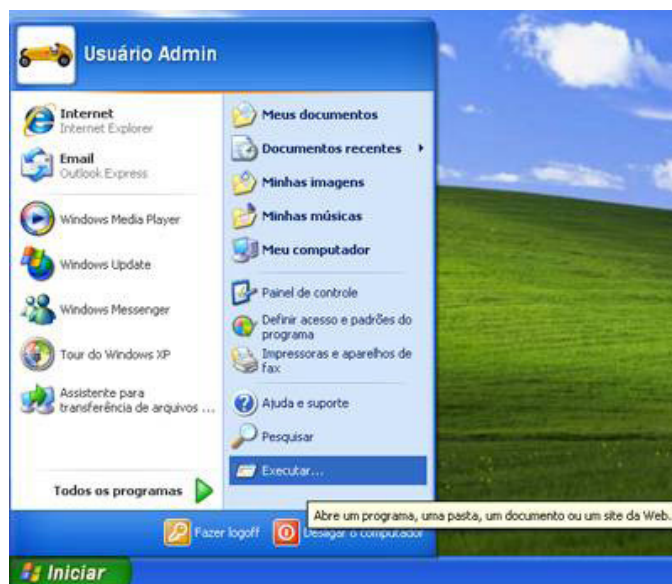 Usuário Admin
Internet
Internet Explorer
Email
Outlook Express
Windows Media Player
Windows Update
Windows Messenger
Tour do Windows XP
Assistente para
transferência de arquivos ...
Todos os programas
Meus documentos
Documentos recentes
Minhas imagens
Minhas músicas
Meu computador
Painel de controle
Definir acesso e padrões do
programa
Impressoras e aparelhos de
fax
Ajuda e suporte
Pesquisar
Executar...
Abre um programa, uma pasta, um documento ou um site da Web.
Fazer logoff
Desligar o computador
Iniciar